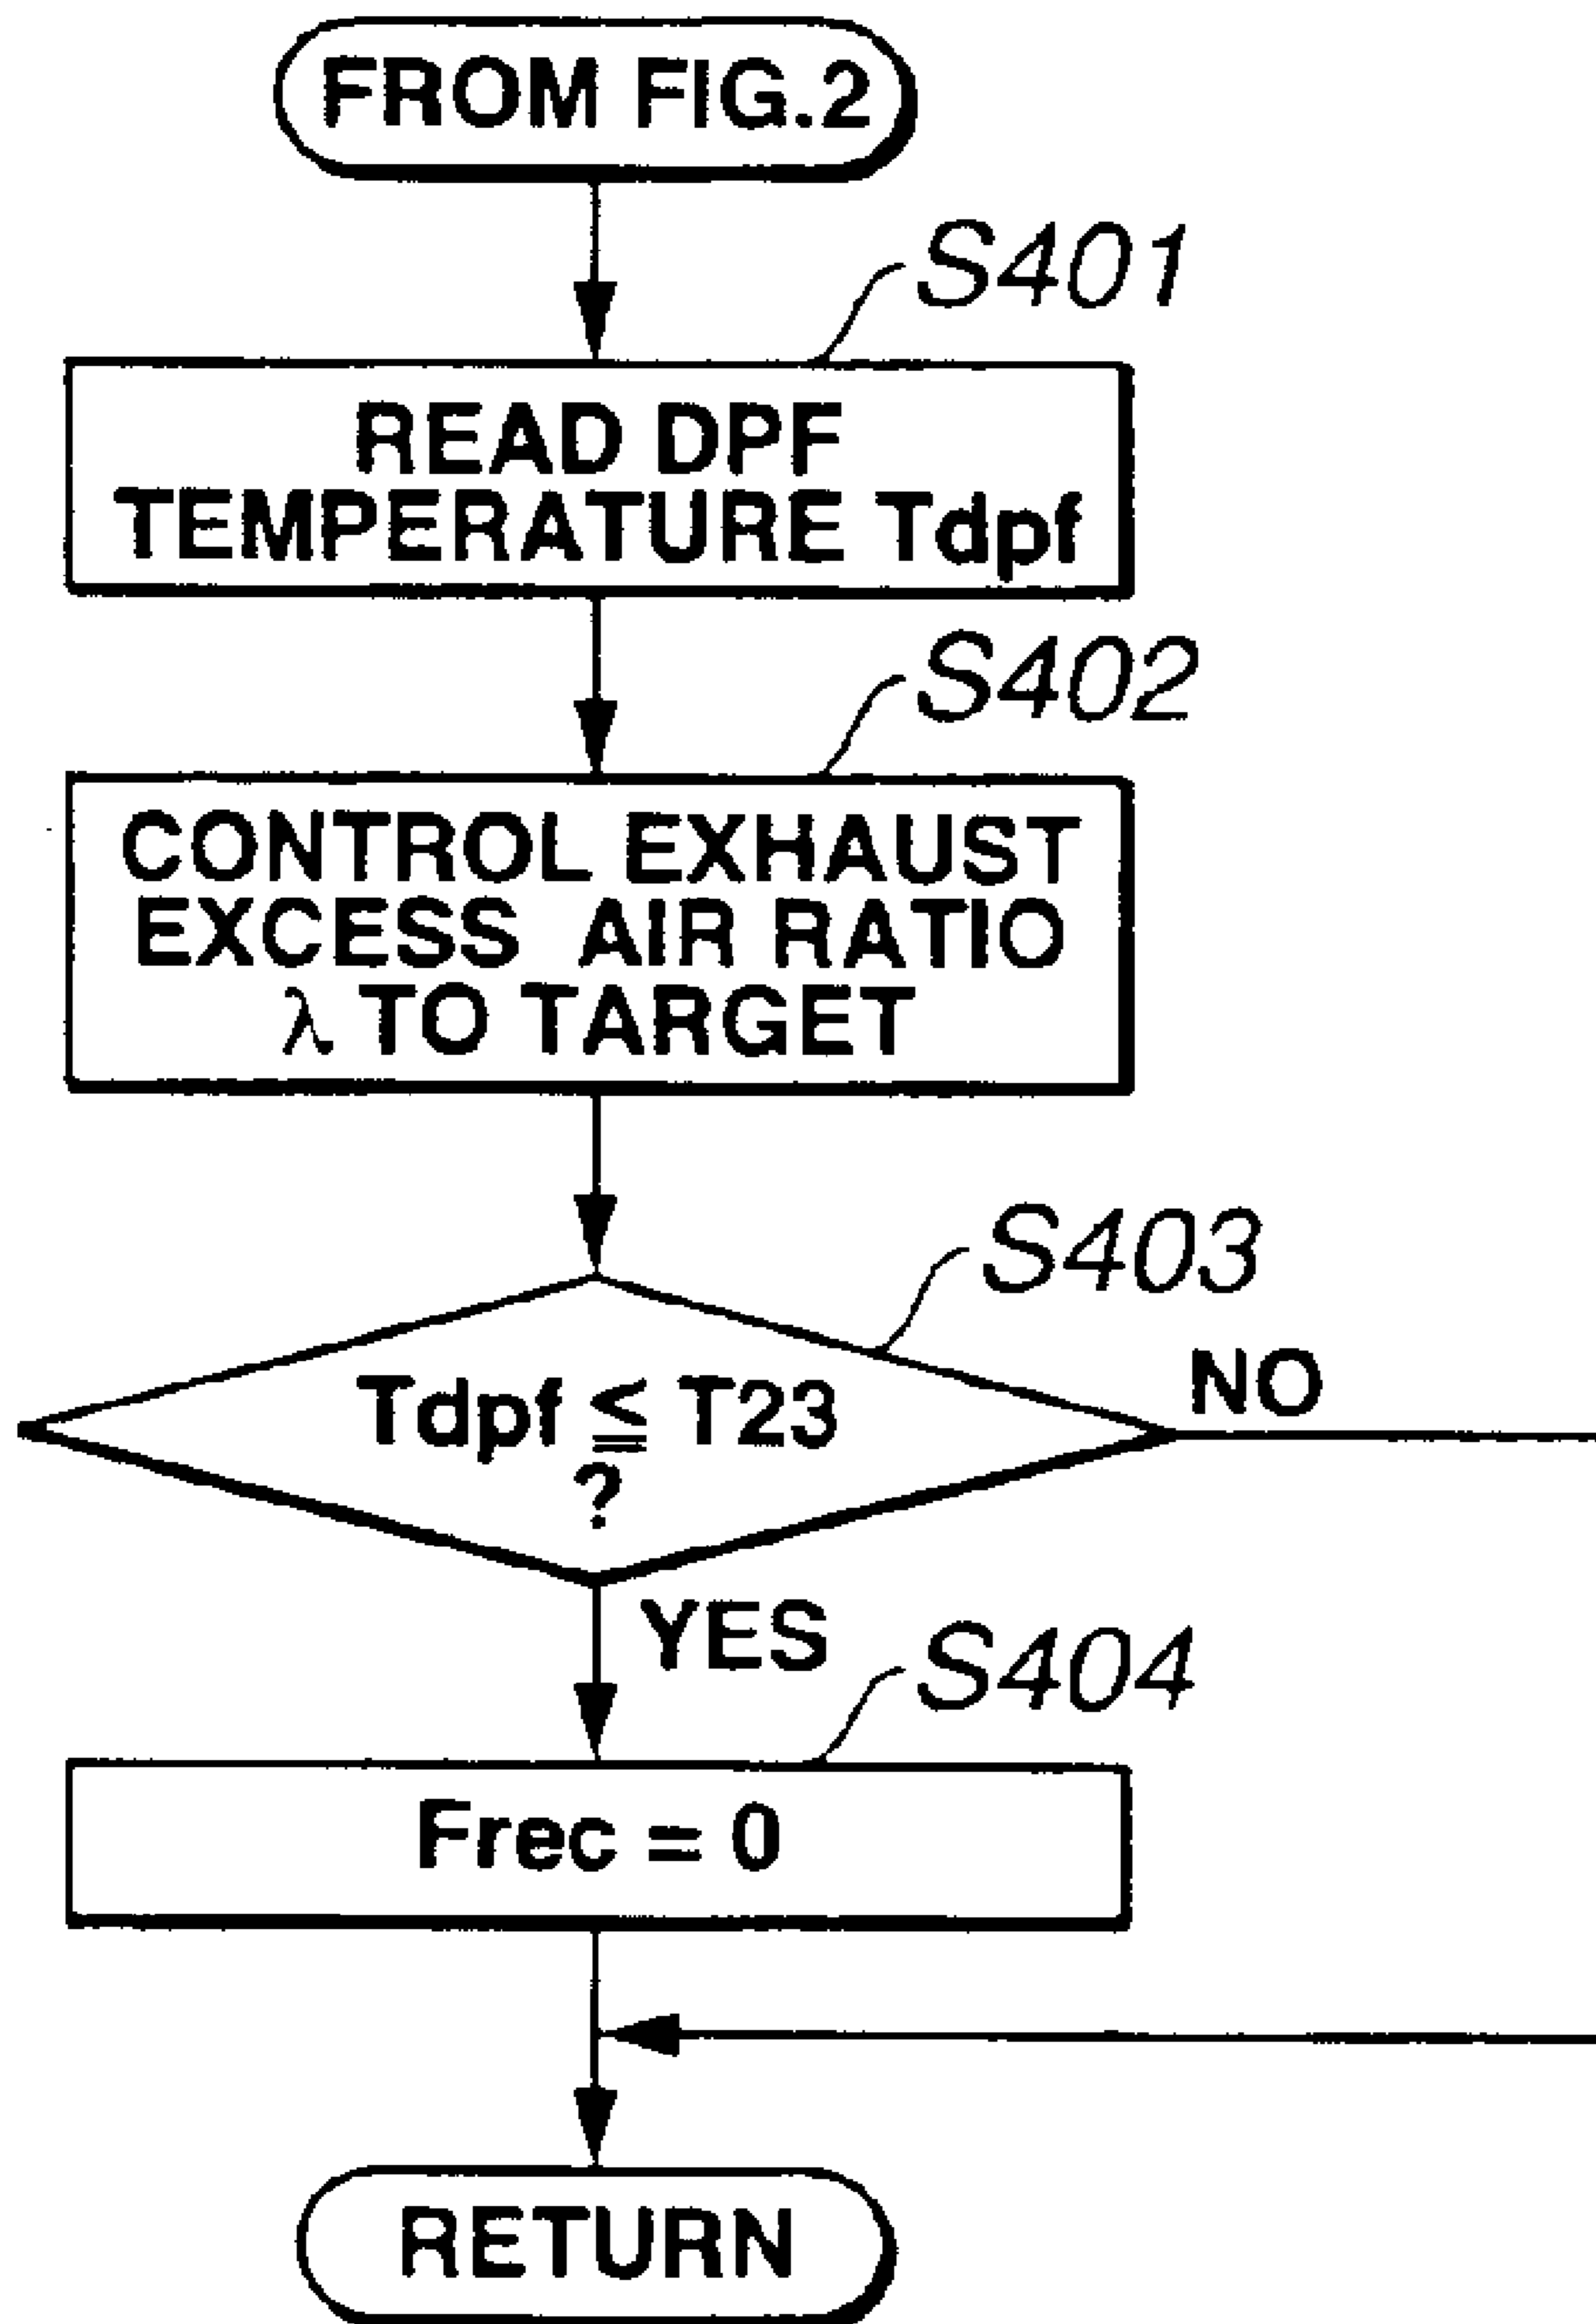 FROM FIG.2
S401
READ DPF
TEMPERATURE Tdpf
S402
CONTROL EXHAUST
EXCESS AIR RATIO
λ TO TARGET
S403
NO
Tdpf ≦ T23
?
YES
S404
Frec = 0
RETURN